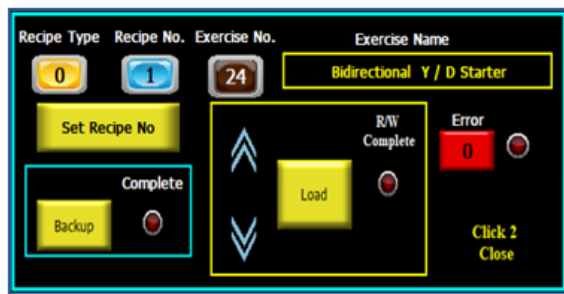 Recipe Type Recipe No. Exercise No. Exercise Name
0 1 24 Bidirectional Y / D Starter
Set Recipe No
R/W
Complete
Error
0
Complete
Load
Backup
Click 2
Close